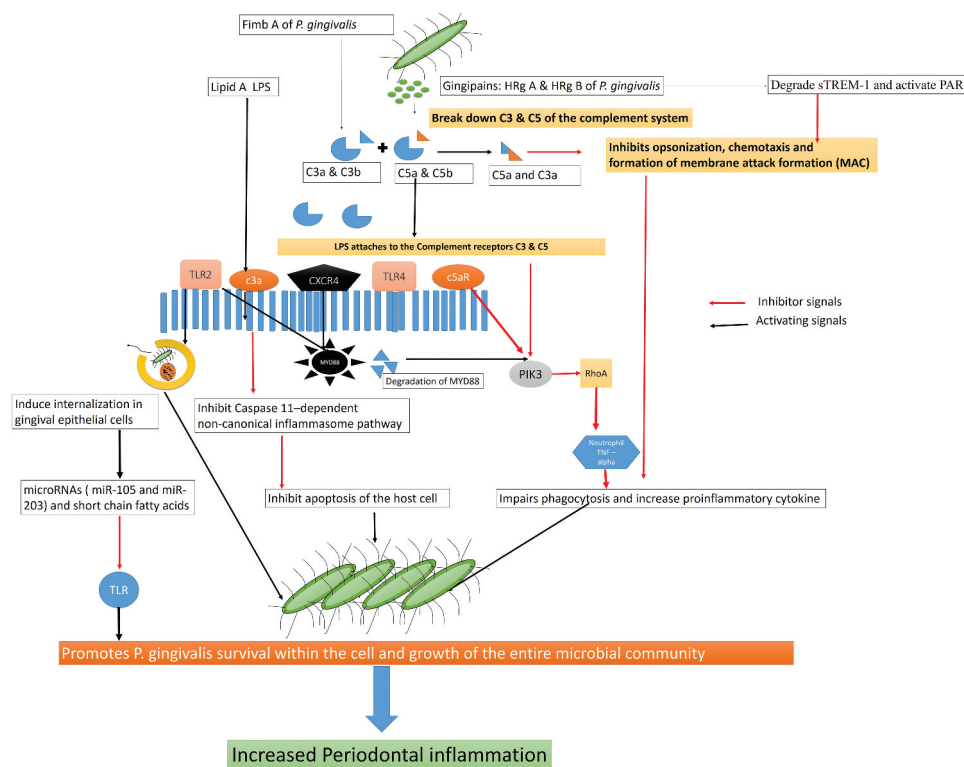 Fimb A of P. gingivalis
Lipid A LPS
Gingipains: HRg A & HRg B of P. gingivalis
Degrade sTREM-1 and activate PAR
Break down C3 & C5 of the complement system
Inhibits opsonization, chemotaxis and
formation of membrane attack formation (MAC)
C3a & C3b
C5a & C5b
C5a and C3a
LPS attaches to the Complement receptors C3 & C5
TLR2
c3a
CXCR4
TLR4
c5aR
Inhibitor signals
Activating signals
MYD88
Degradation of MYD88
PIK3
RhoA
Induce internalization in
gingival epithelial cells
Inhibit Caspase 11–dependent
non-canonical inflammasome pathway
Neutrophil
TNF –
alpha
microRNAs ( miR-105 and miR-
203) and short chain fatty acids
Inhibit apoptosis of the host cell
Impairs phagocytosis and increase proinflammatory cytokine
TLR
Promotes P. gingivalis survival within the cell and growth of the entire microbial community
Increased Periodontal inflammation